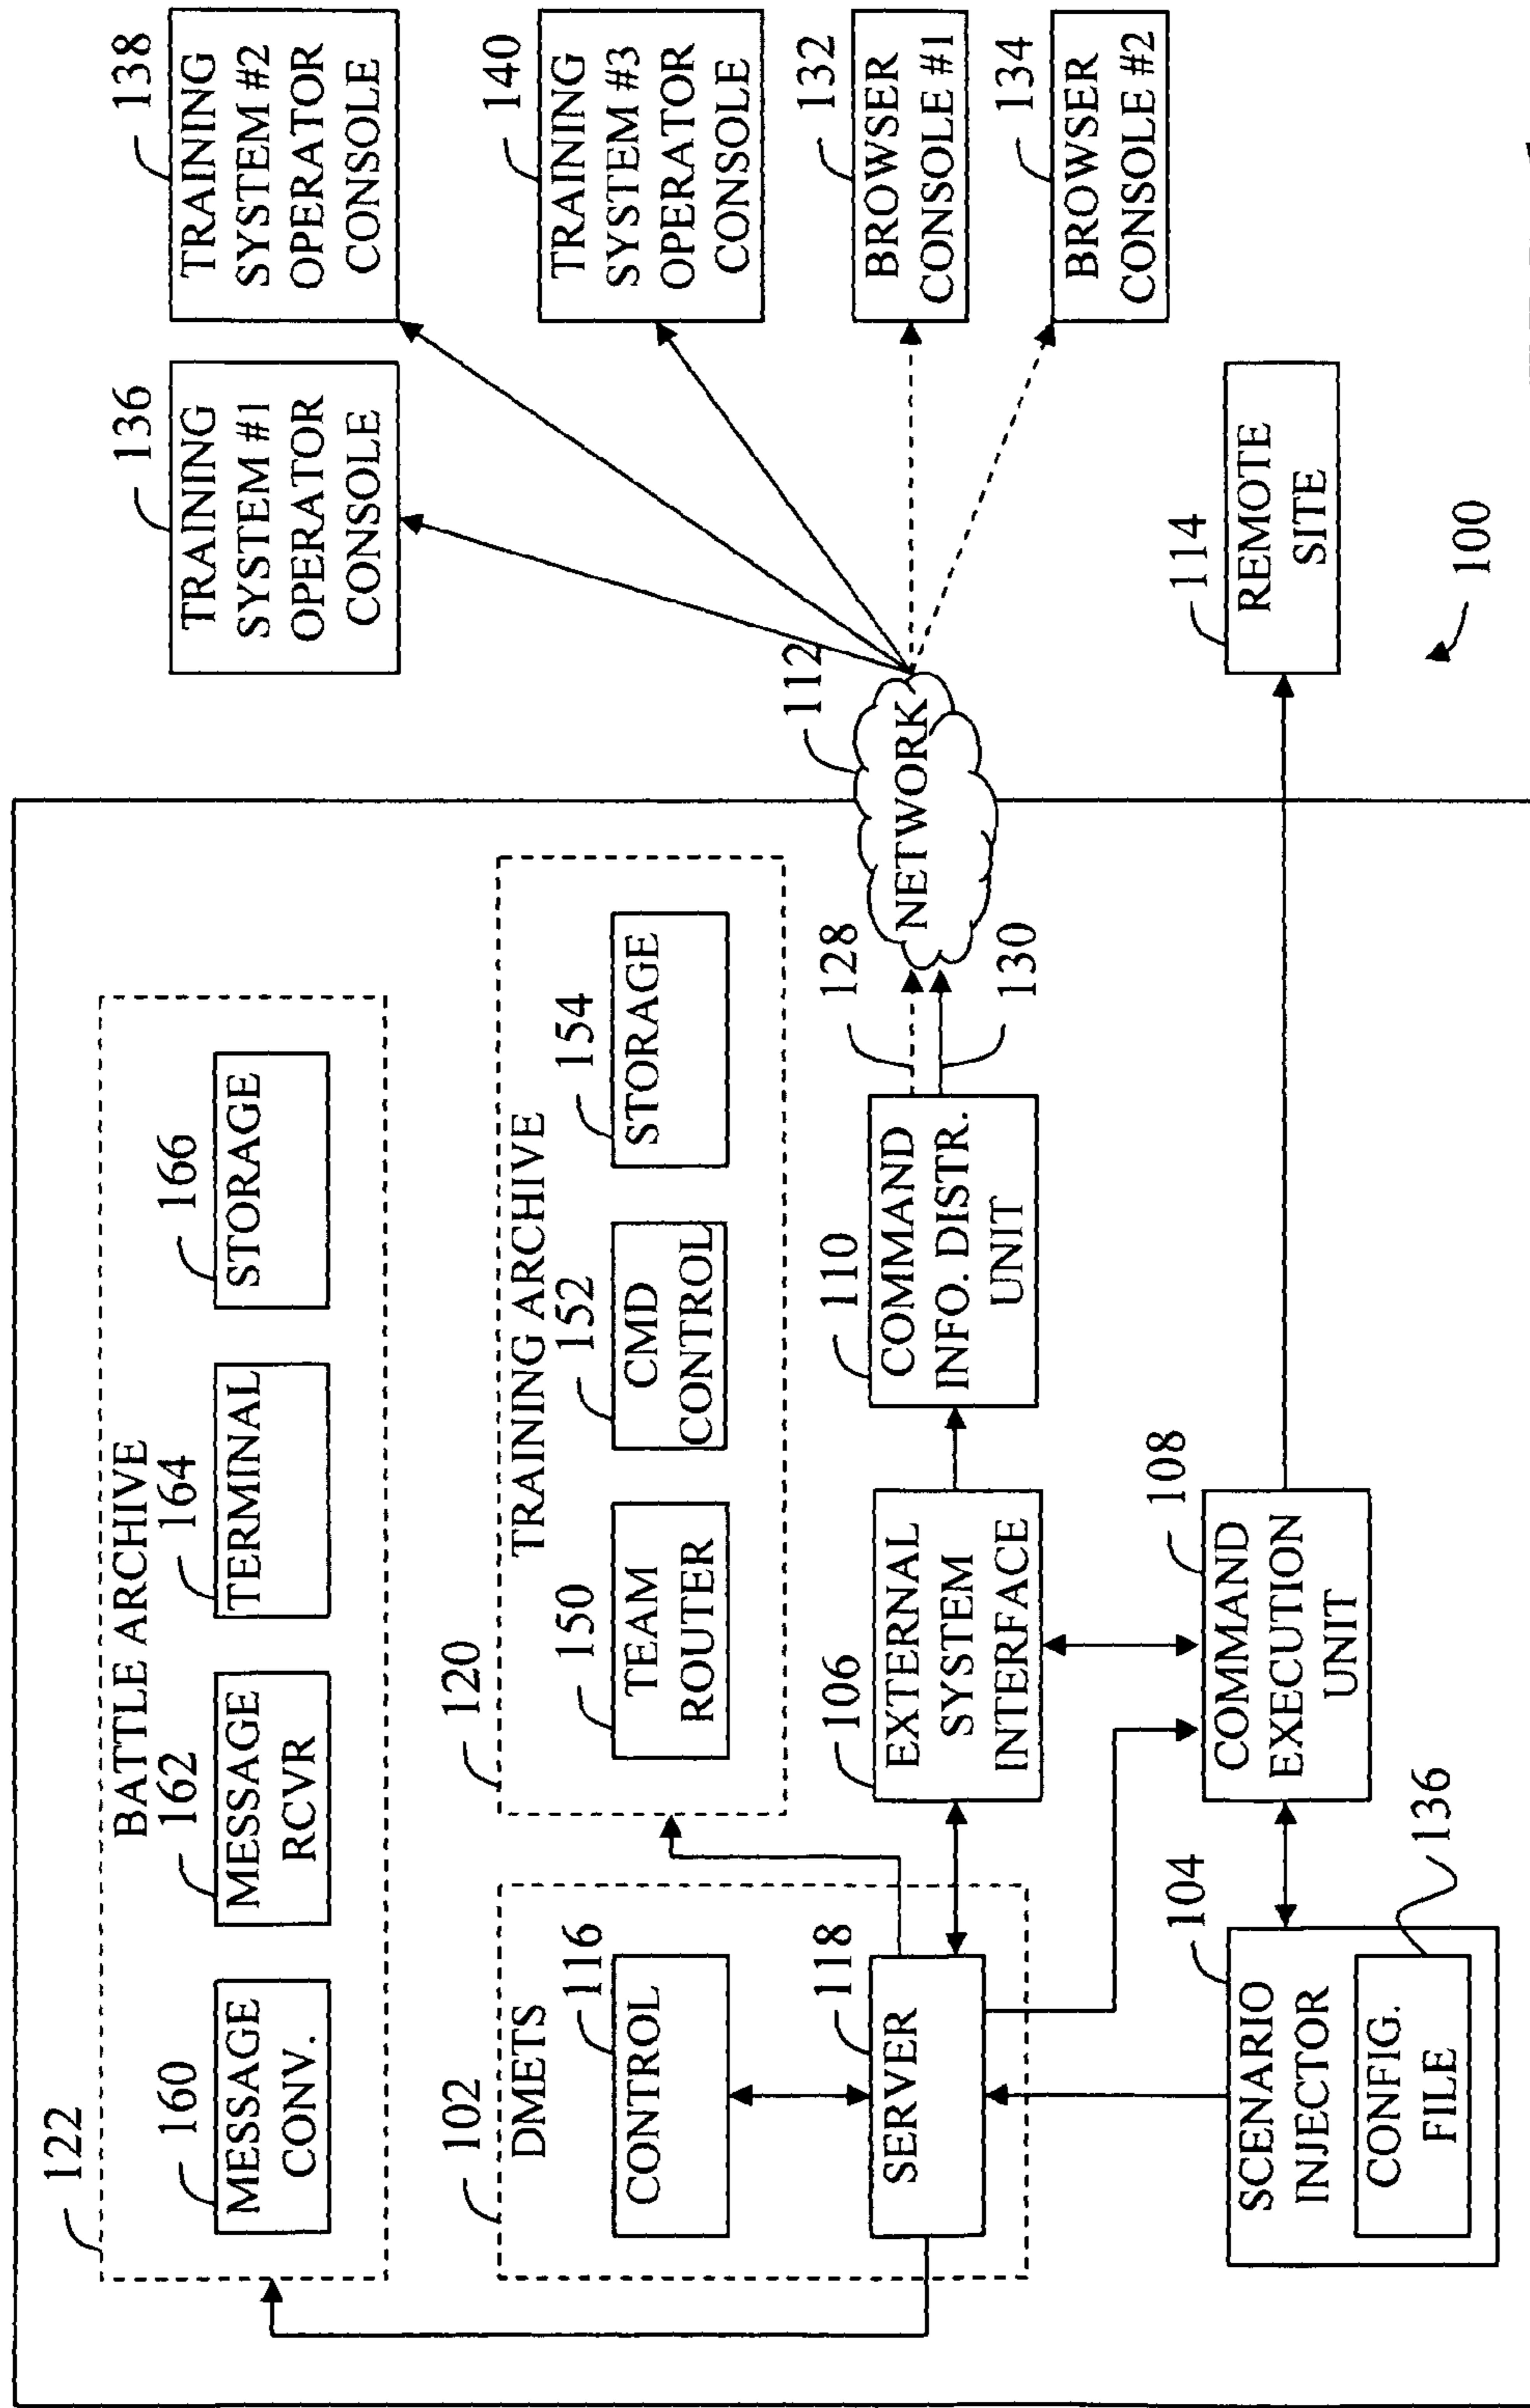 122
BATTLE ARCHIVE
160
MESSAGE
CONV.
162
MESSAGE
RCVR
164
TERMINAL
166
STORAGE
136
TRAINING
SYSTEM #1
OPERATOR
CONSOLE
138
TRAINING
SYSTEM #2
OPERATOR
CONSOLE
102
DMETS
CONTROL
116
SERVER
118
120
TRAINING ARCHIVE
150
TEAM
ROUTER
152
CMD
CONTROL
154
STORAGE
140
TRAINING
SYSTEM #3
OPERATOR
CONSOLE
106
EXTERNAL
SYSTEM
INTERFACE
110
COMMAND
INFO. DISTR.
UNIT
128
130
112
NETWORK
132
BROWSER
CONSOLE #1
134
BROWSER
CONSOLE #2
104
SCENARIO
INJECTOR
CONFIG.
FILE
136
108
COMMAND
EXECUTION
UNIT
114
REMOTE
SITE
100